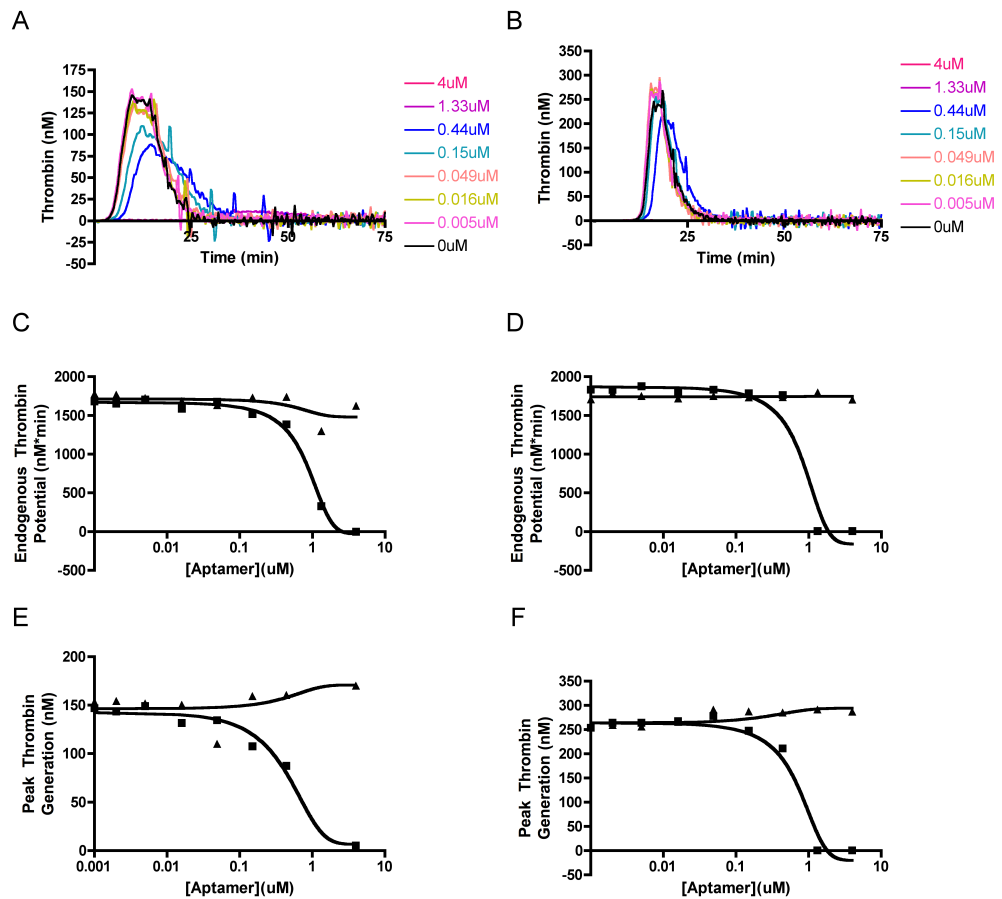 A
Thrombin (nM)
175
150
125
100
75
50
25
0
-25
-50
25
50
75
Time (min)
4uM
1.33uM
0.44uM
0.15uM
0.049uM
0.016uM
0.005uM
0uM
B
Thrombin (nM)
350
300
250
200
150
100
50
0
-50
25
50
75
Time (min)
4uM
1.33uM
0.44uM
0.15uM
0.049uM
0.016uM
0.005uM
0uM
C
Endogenous Thrombin
Potential (nM*min)
2000
1500
1000
500
0
-500
0.01
0.1
1
10
[Aptamer](uM)
D
Endogenous Thrombin
Potential (nM*min)
2000
1500
1000
500
0
-500
0.01
0.1
1
10
[Aptamer](uM)
E
Peak Thrombin
Generation (nM)
200
150
100
50
0
0.001
0.01
0.1
1
10
[Aptamer](uM)
F
Peak Thrombin
Generation (nM)
350
300
250
200
150
100
50
0
-50
0.01
0.1
1
10
[Aptamer](uM)